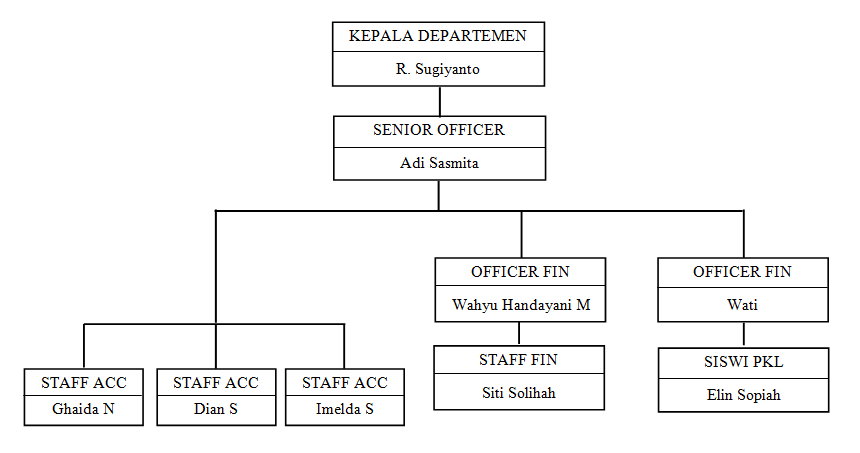 KEPALA DEPARTEMEN
R. Sugiyanto
SENIOR OFFICER
Adi Sasmita
OFFICER FIN
Wahyu Handayani M
OFFICER FIN
Wati
STAFF FIN
Siti Solihah
SISWI PKL
Elin Sopiah
STAFF ACC
Ghaida N
STAFF ACC
Dian S
STAFF ACC
Imelda S